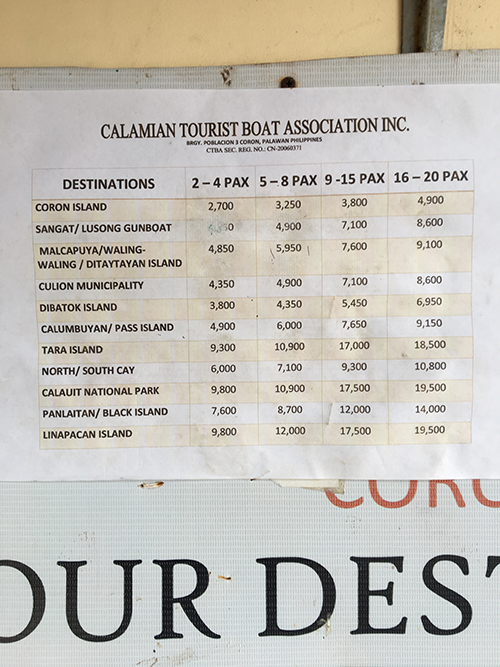 CALAMIAN TOURIST BOAT ASSOCIATION INC.
BRGY. POBLACION 3 CORON, PALAWAN PHILIPPINES
CTBA SEC. REG. NO.: CN-20060371
DESTINATIONS 2 – 4 PAX 5 – 8 PAX 9 -15 PAX 16 – 20 PAX
CORON ISLAND 2,700 3,250 3,800 4,900
SANGAT/ LUSONG GUNBOAT 4,900 7,100 8,600
MALCAPUYA/WALING-
WALING / DITAYTAYAN ISLAND 4,850 5,950 7,600 9,100
CULION MUNICIPALITY 4,350 4,900 7,100 8,600
DIBATOK ISLAND 3,800 4,350 5,450 6,950
CALUMBUYAN/ PASS ISLAND 4,900 6,000 7,650 9,150
TARA ISLAND 9,300 10,900 17,000 18,500
NORTH/ SOUTH CAY 6,000 7,100 9,300 10,800
CALAUIT NATIONAL PARK 9,800 10,900 17,500 19,500
PANLAITAN/ BLACK ISLAND 7,600 8,700 12,000 14,000
LINAPACAN ISLAND 9,800 12,000 17,500 19,500
CORO
OUR DEST